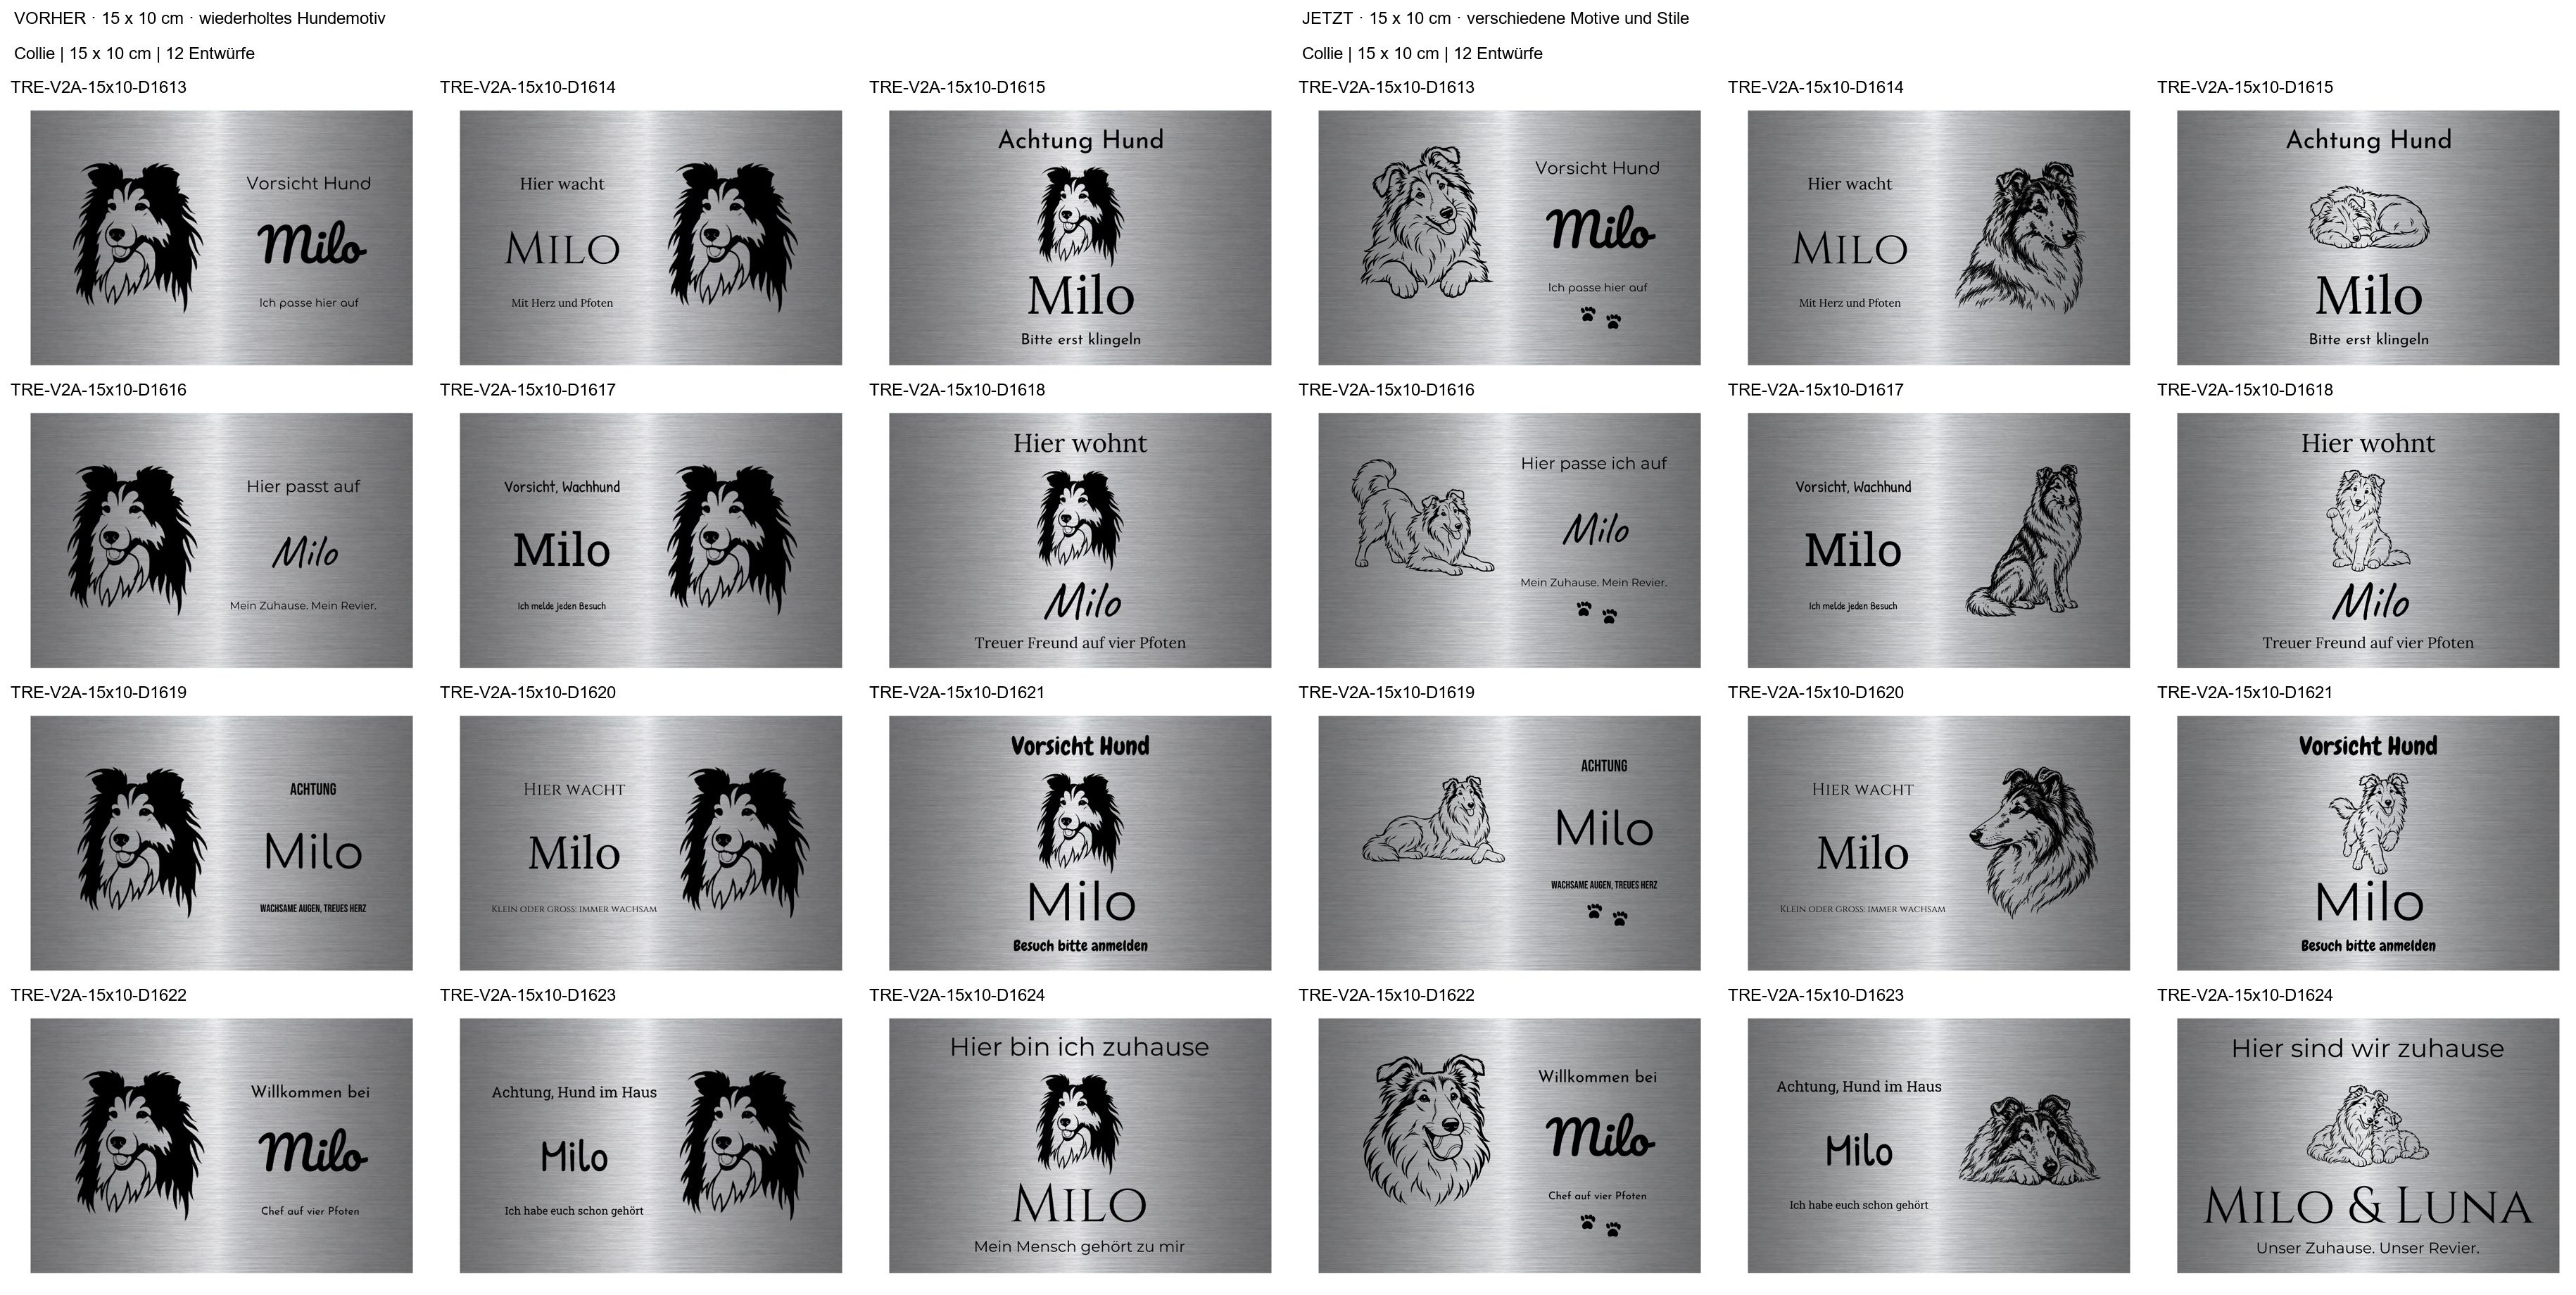 VORHER · 15 x 10 cm · wiederholtes Hundemotiv
Collie | 15 x 10 cm | 12 Entwürfe
TRE-V2A-15x10-D1613
Vorsicht Hund
Milo
Ich passe hier auf
TRE-V2A-15x10-D1614
Hier wacht
MILO
Mit Herz und Pfoten
TRE-V2A-15x10-D1615
Achtung Hund
Milo
Bitte erst klingeln
TRE-V2A-15x10-D1616
Hier passt auf
Milo
Mein Zuhause. Mein Revier.
TRE-V2A-15x10-D1617
Vorsicht, Wachhund
Milo
Ich melde jeden Besuch
TRE-V2A-15x10-D1618
Hier wohnt
Milo
Treuer Freund auf vier Pfoten
TRE-V2A-15x10-D1619
ACHTUNG
Milo
WACHSAME AUGEN, TREUES HERZ
TRE-V2A-15x10-D1620
HIER WACHT
Milo
KLEIN ODER GROSS: IMMER WACHSAM
TRE-V2A-15x10-D1621
Vorsicht Hund
Milo
Besuch bitte anmelden
TRE-V2A-15x10-D1622
Willkommen bei
Milo
Chef auf vier Pfoten
TRE-V2A-15x10-D1623
Achtung, Hund im Haus
Milo
Ich habe euch schon gehört
TRE-V2A-15x10-D1624
Hier bin ich zuhause
MILO
Mein Mensch gehört zu mir
JETZT · 15 x 10 cm · verschiedene Motive und Stile
Collie | 15 x 10 cm | 12 Entwürfe
TRE-V2A-15x10-D1613
Vorsicht Hund
Milo
Ich passe hier auf
TRE-V2A-15x10-D1614
Hier wacht
MILO
Mit Herz und Pfoten
TRE-V2A-15x10-D1615
Achtung Hund
Milo
Bitte erst klingeln
TRE-V2A-15x10-D1616
Hier passe ich auf
Milo
Mein Zuhause. Mein Revier.
TRE-V2A-15x10-D1617
Vorsicht, Wachhund
Milo
Ich melde jeden Besuch
TRE-V2A-15x10-D1618
Hier wohnt
Milo
Treuer Freund auf vier Pfoten
TRE-V2A-15x10-D1619
ACHTUNG
Milo
WACHSAME AUGEN, TREUES HERZ
TRE-V2A-15x10-D1620
HIER WACHT
Milo
KLEIN ODER GROSS: IMMER WACHSAM
TRE-V2A-15x10-D1621
Vorsicht Hund
Milo
Besuch bitte anmelden
TRE-V2A-15x10-D1622
Willkommen bei
Milo
Chef auf vier Pfoten
TRE-V2A-15x10-D1623
Achtung, Hund im Haus
Milo
Ich habe euch schon gehört
TRE-V2A-15x10-D1624
Hier sind wir zuhause
MILO & LUNA
Unser Zuhause. Unser Revier.